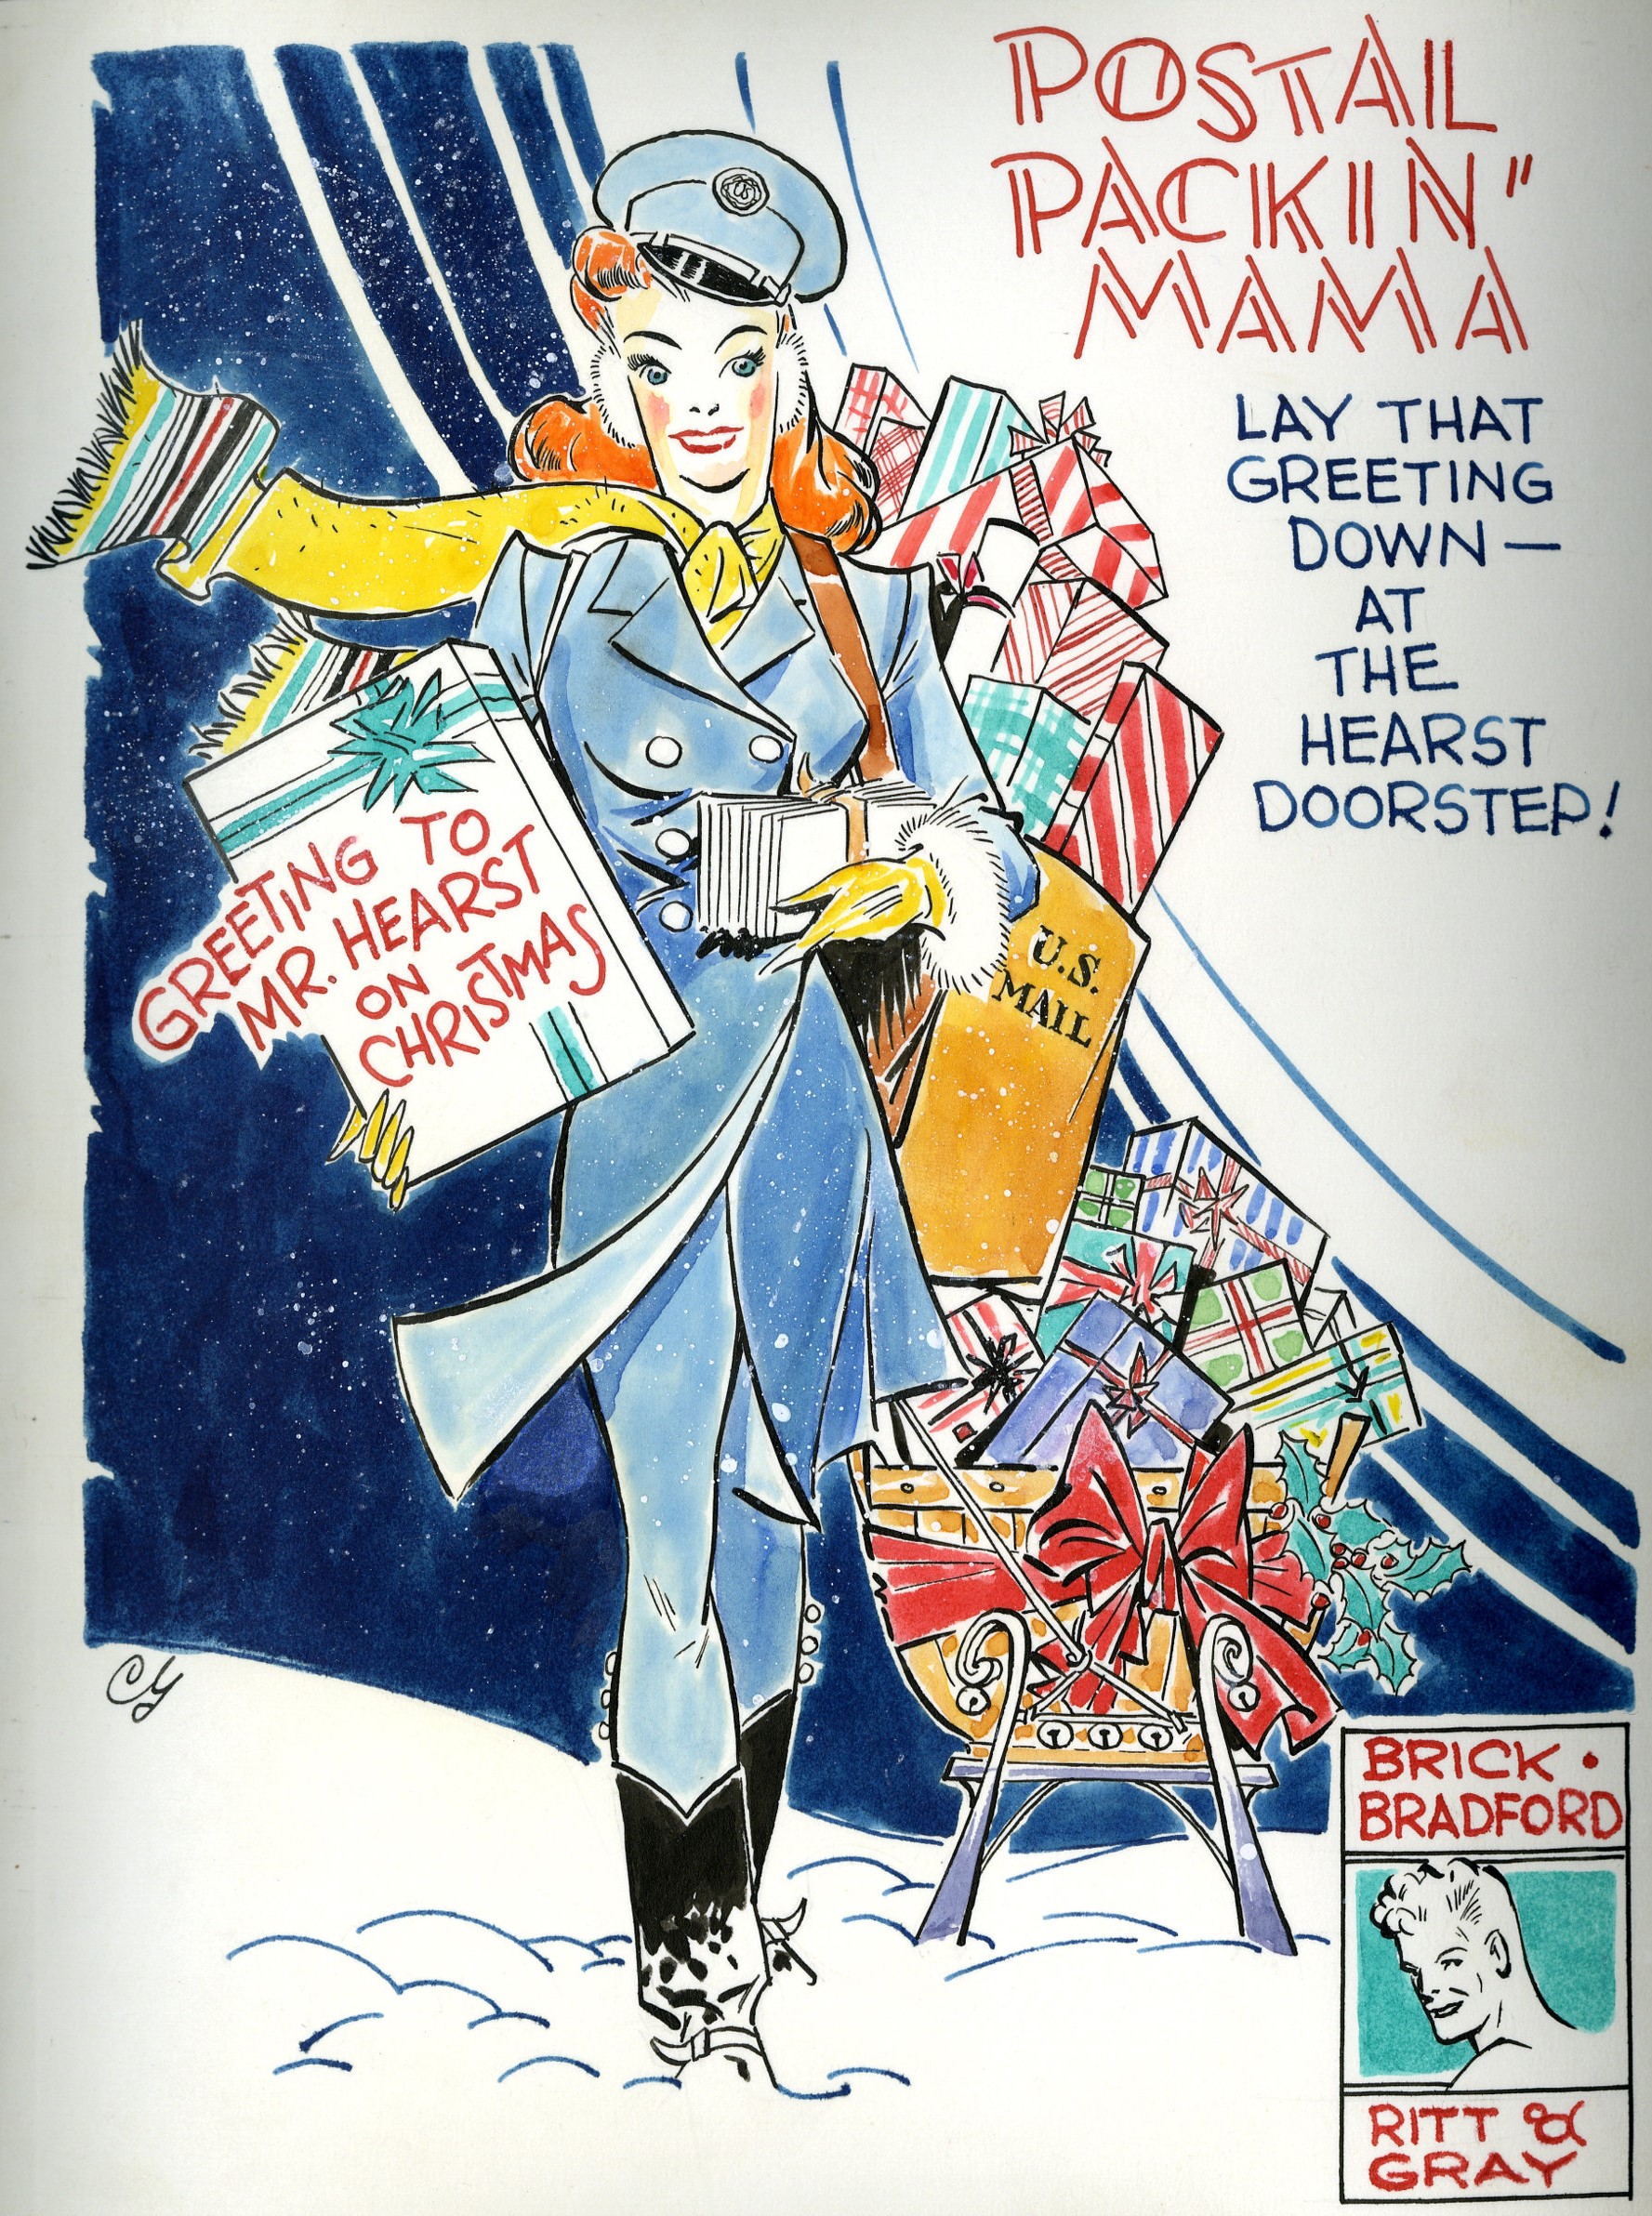 POSTAL
PACKIN"
MAMA
LAY THAT
GREETING
DOWN —
AT
THE
HEARST
DOORSTEP!
GREETING TO
MR. HEARST
ON
CHRISTMAS
U.S.
MAIL
CG
BRICK •
BRADFORD
RITT &
GRAY